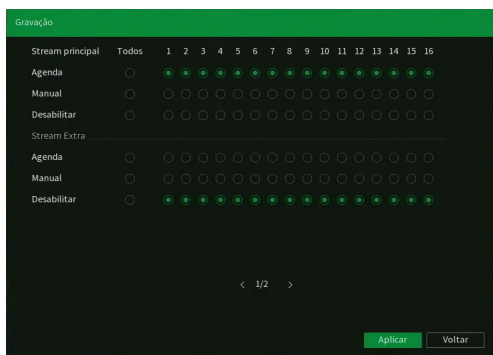 Gravação
Stream principal Todos 1 2 3 4 5 6 7 8 9 10 11 12 13 14 15 16
Agenda
Manual
Desabilitar
Stream Extra
Agenda
Manual
Desabilitar
< 1/2 >
Aplicar Voltar